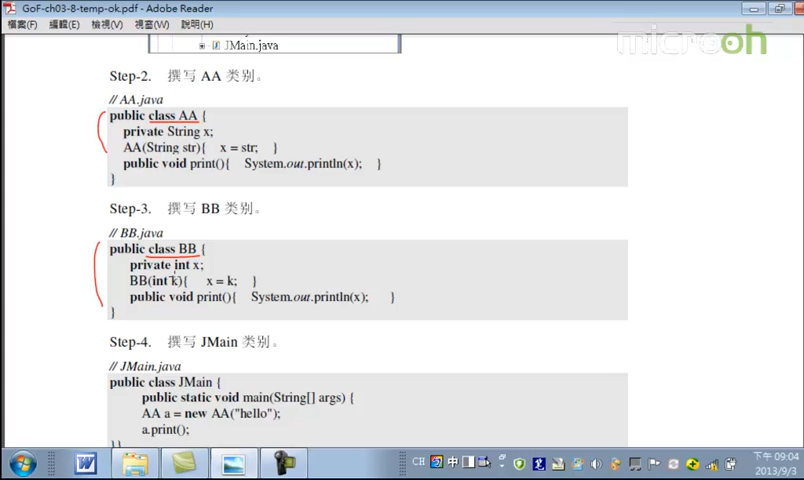 GoF-ch03-8-temp-ok.pdf - Adobe Reader
檔案(F) 編輯(E) 檢視(V) 視窗(W) 說明(H)
microoh
JMain.java
Step-2. 撰写 AA 类别。
// AA.java
public class AA {
private String x;
AA(String str){ x = str; }
public void print(){ System.out.println(x); }
}
Step-3. 撰写 BB 类别。
// BB.java
public class BB {
private int x;
BB(int k){ x = k; }
public void print(){ System.out.println(x); }
}
Step-4. 撰写 JMain 类别。
// JMain.java
public class JMain {
public static void main(String[] args) {
AA a = new AA("hello");
a.print();
}}
CH 中
下午 09:04
2013/9/3